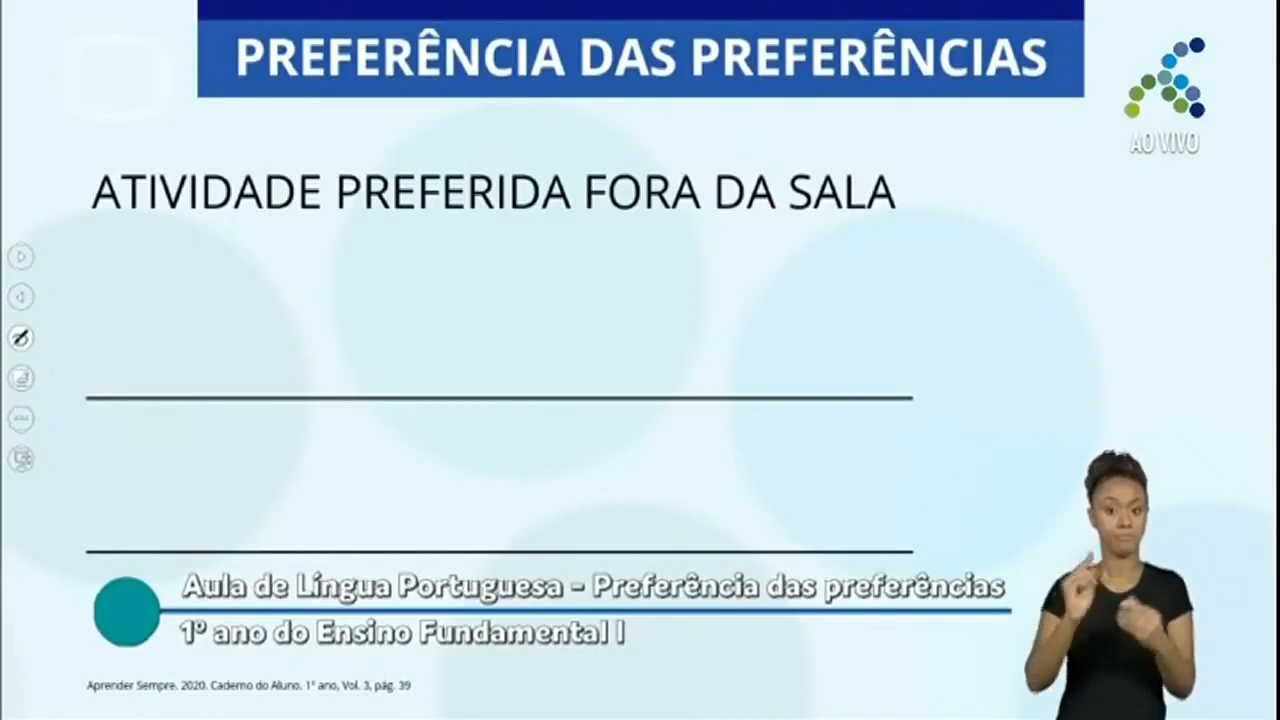 PREFERÊNCIA DAS PREFERÊNCIAS
AO VIVO
ATIVIDADE PREFERIDA FORA DA SALA
Aula de Língua Portuguesa - Preferência das preferências
1º ano do Ensino Fundamental I
Aprender Sempre. 2020. Caderno do Aluno. 1º ano, Vol. 3, pág. 39